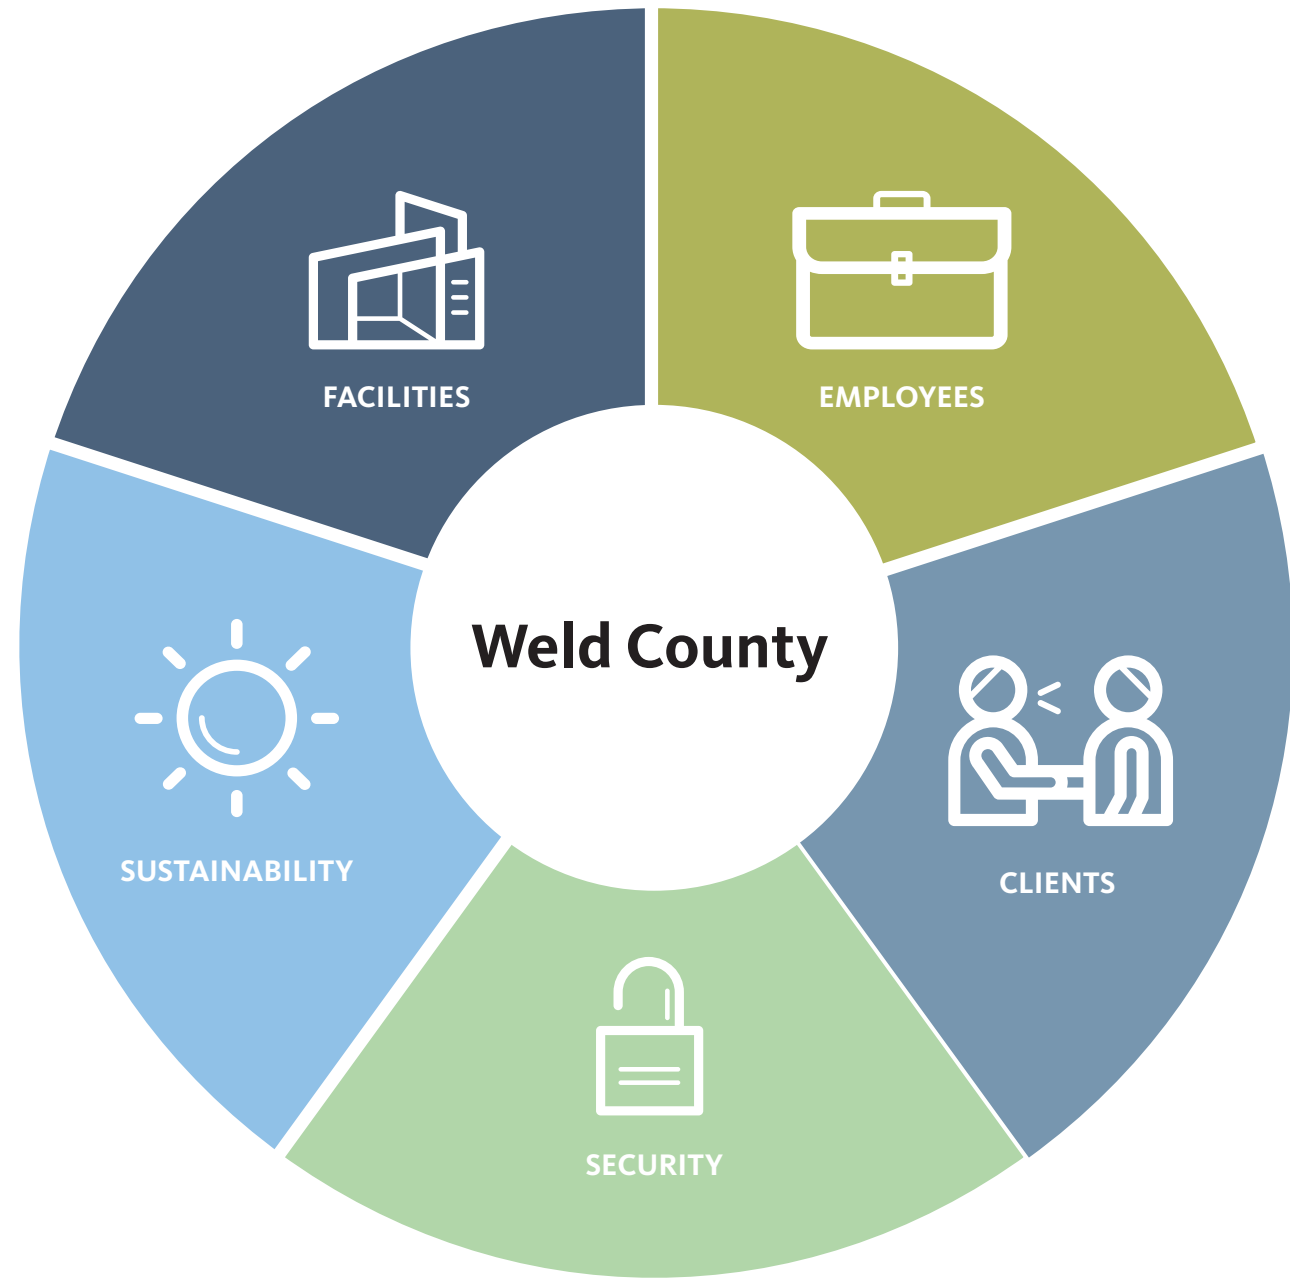 FACILITIES
EMPLOYEES
Weld County
SUSTAINABILITY
CLIENTS
SECURITY